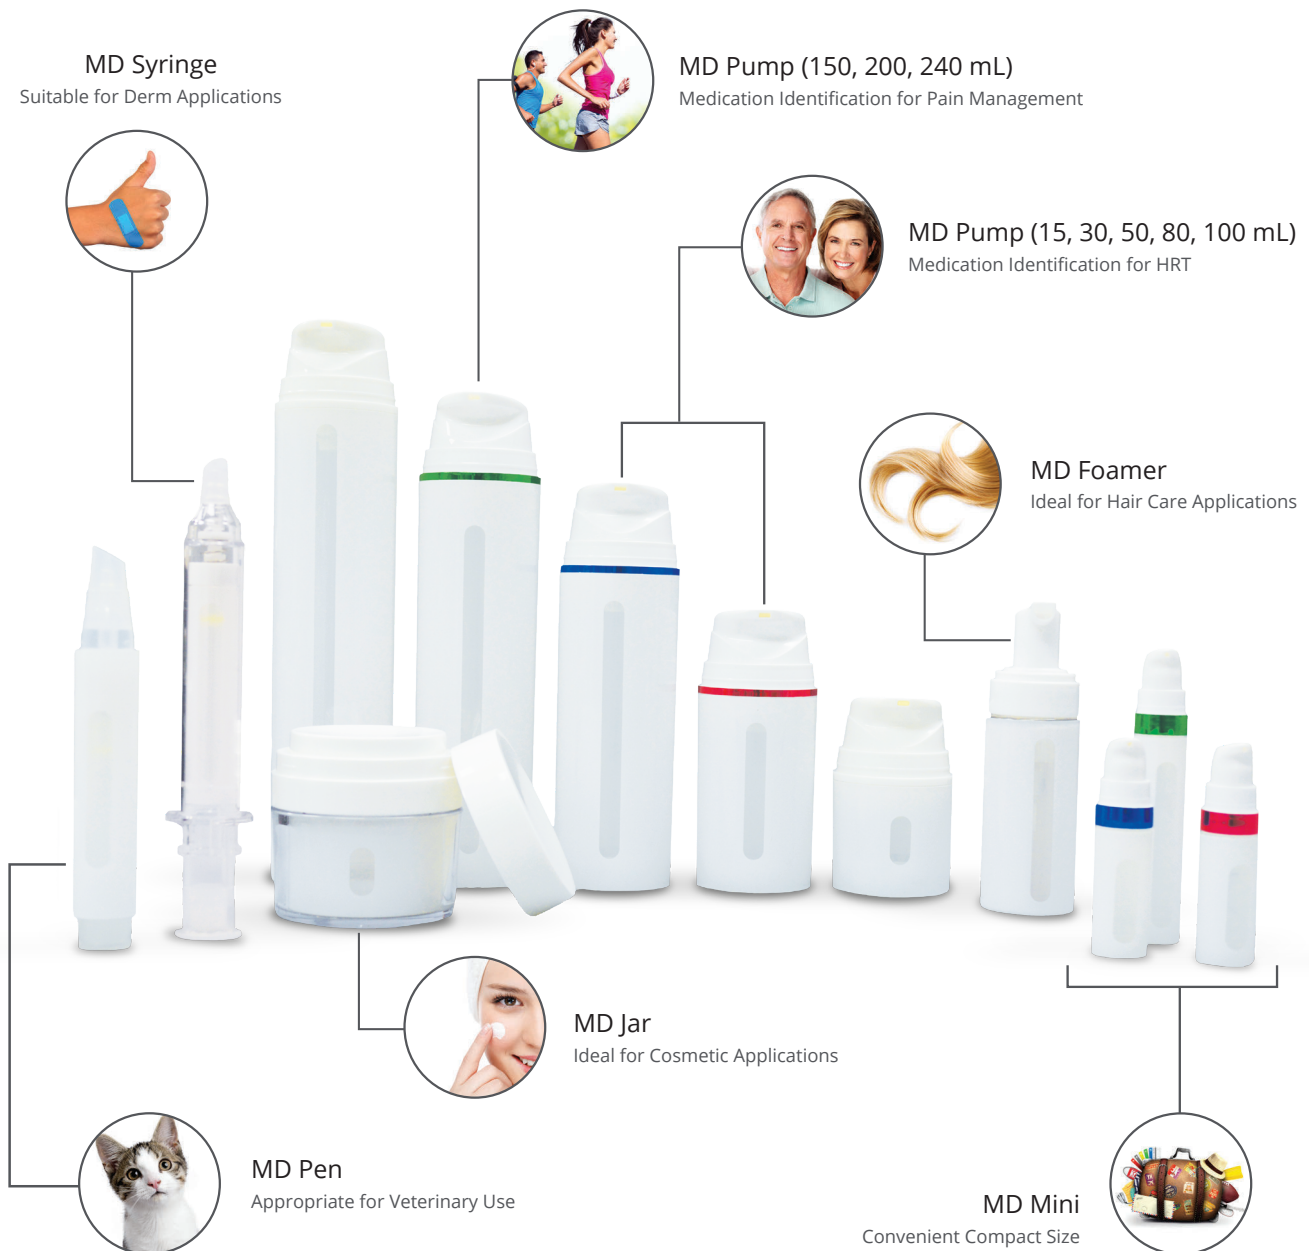 MD Syringe
Suitable for Derm Applications
MD Pump (150, 200, 240 mL)
Medication Identification for Pain Management
MD Pump (15, 30, 50, 80, 100 mL)
Medication Identification for HRT
MD Foamer
Ideal for Hair Care Applications
MD Jar
Ideal for Cosmetic Applications
MD Pen
Appropriate for Veterinary Use
MD Mini
Convenient Compact Size